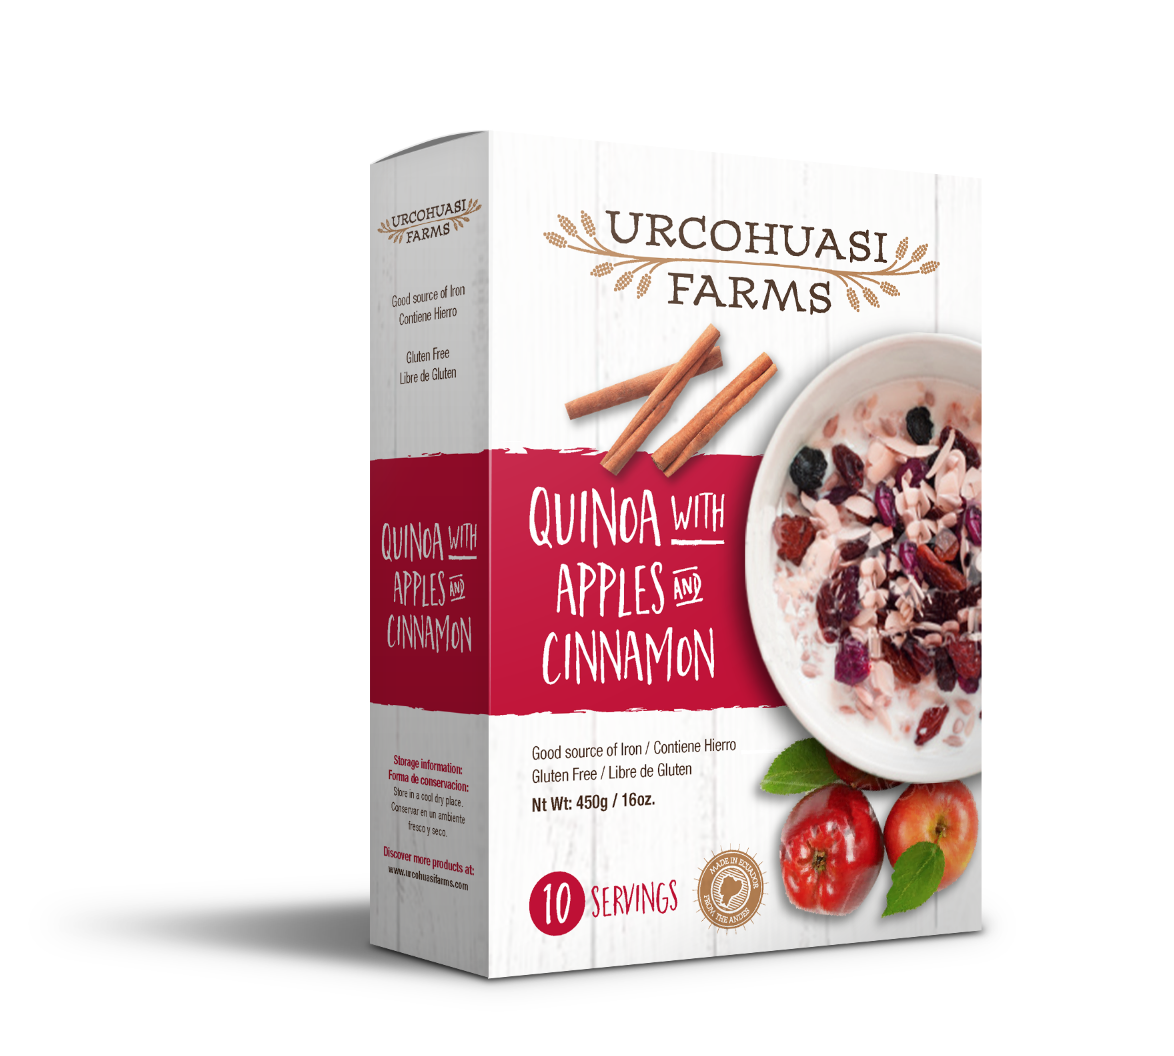 URCOHUASI
FARMS
Good source of Iron
Contiene Hierro
Gluten Free
Libre de Gluten
QUINOA WITH
APPLES AND
CINNAMON
Storage information:
Forma de conservacion:
Store in a cool dry place.
Conservar en un ambiente
fresco y seco.
Discover more products at:
www.urcohuasifarms.com
URCOHUASI
FARMS
QUINOA WITH
APPLES AND
CINNAMON
Good source of Iron / Contiene Hierro
Gluten Free / Libre de Gluten
Nt Wt: 450g / 16oz.
10 SERVINGS
MADE IN ECUADOR
FROM THE ANDES